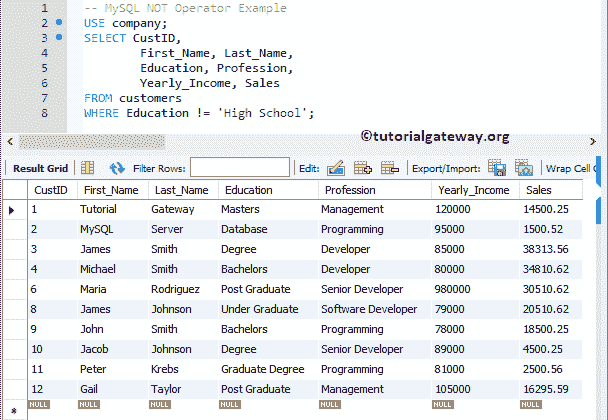 1 -- MySQL NOT Operator Example
2 USE company;
3 SELECT CustID,
4 First_Name, Last_Name,
5 Education, Profession,
6 Yearly_Income, Sales
7 FROM customers
8 WHERE Education != 'High School';
©tutorialgateway.org
Result Grid Filter Rows: Edit: Export/Import: Wrap Cell C
CustID First_Name Last_Name Education Profession Yearly_Income Sales
1 Tutorial Gateway Masters Management 120000 14500.25
2 MySQL Server Database Programming 95000 1500.52
3 James Smith Degree Developer 85000 38313.56
4 Michael Smith Bachelors Developer 80000 34810.62
6 Maria Rodriguez Post Graduate Senior Developer 980000 30510.62
8 James Johnson Under Graduate Software Developer 79000 20510.62
9 John Smith Bachelors Programming 78000 18500.25
10 Jacob Johnson Degree Senior Developer 89000 4500.25
11 Peter Krebs Graduate Degree Programming 81000 2500.56
12 Gail Taylor Post Graduate Management 105000 16295.59
* NULL NULL NULL NULL NULL NULL NULL